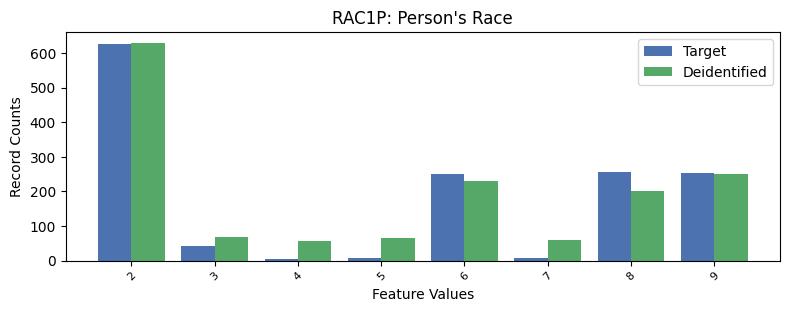 RAC1P: Person's Race
Target
Deidentified
Record Counts
600
500
400
300
200
100
0
2 3 4 5 6 7 8 9
Feature Values